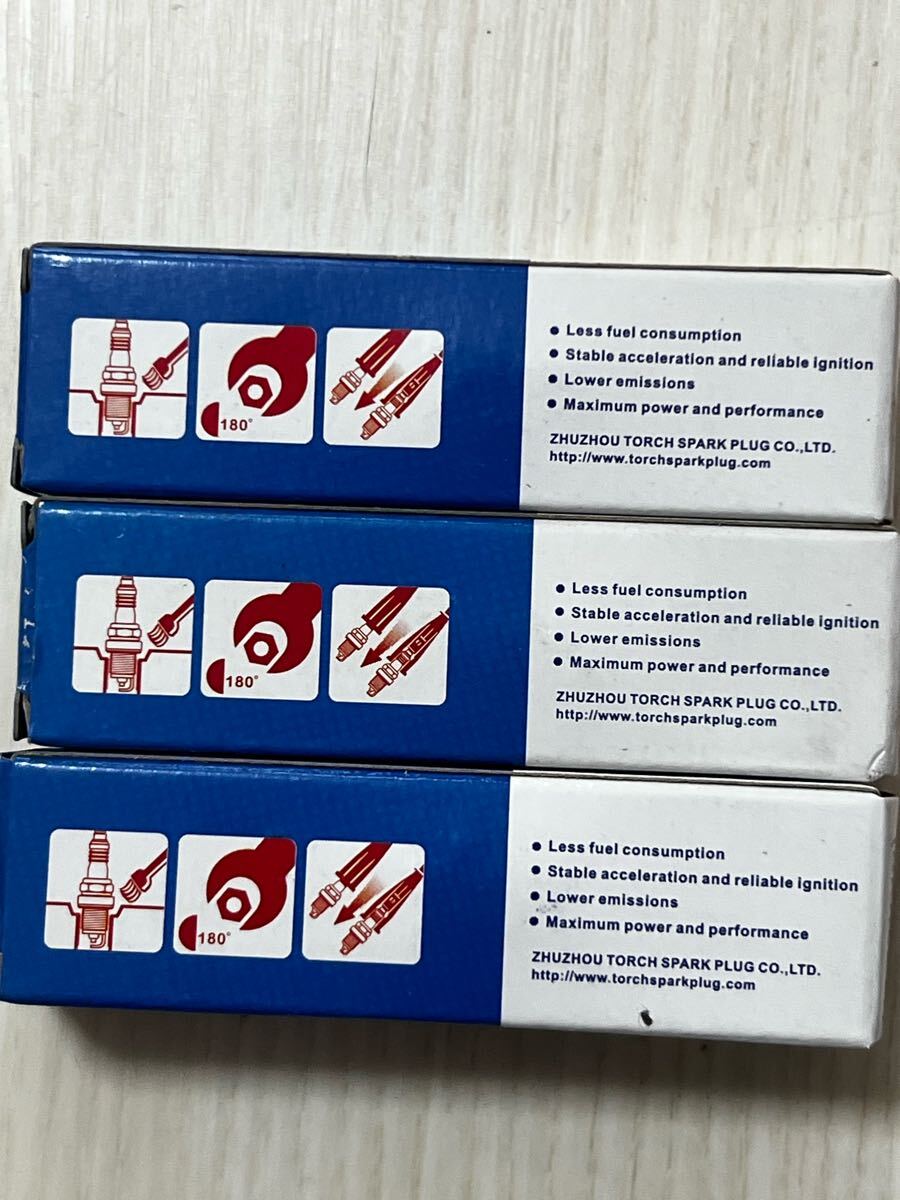 180°
● Less fuel consumption
● Stable acceleration and reliable ignition
● Lower emissions
● Maximum power and performance
ZHUZHOU TORCH SPARK PLUG CO.,LTD.
http://www.torchsparkplug.com
180°
● Less fuel consumption
● Stable acceleration and reliable ignition
● Lower emissions
● Maximum power and performance
ZHUZHOU TORCH SPARK PLUG CO.,LTD.
http://www.torchsparkplug.com
180°
● Less fuel consumption
● Stable acceleration and reliable ignition
● Lower emissions
● Maximum power and performance
ZHUZHOU TORCH SPARK PLUG CO.,LTD.
http://www.torchsparkplug.com